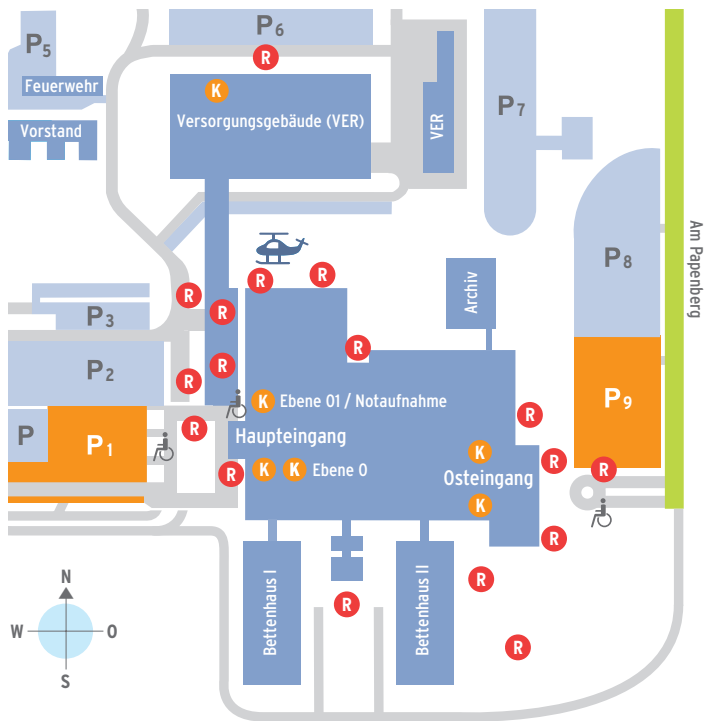 P6
R
P5
K
Feuerwehr
P7
Versorgungsgebäude (VER)
VER
Vorstand
Am Papenberg
P8
R
R
Archiv
R
R
P3
R
P2
R
R
P9
K Ebene 01 / Notaufnahme
R
P
P1
R
Haupteingang
K
R
R
R
K K Ebene 0
Osteingang
K
R
N
W O
S
Bettenhaus I
Bettenhaus II
R
R
R